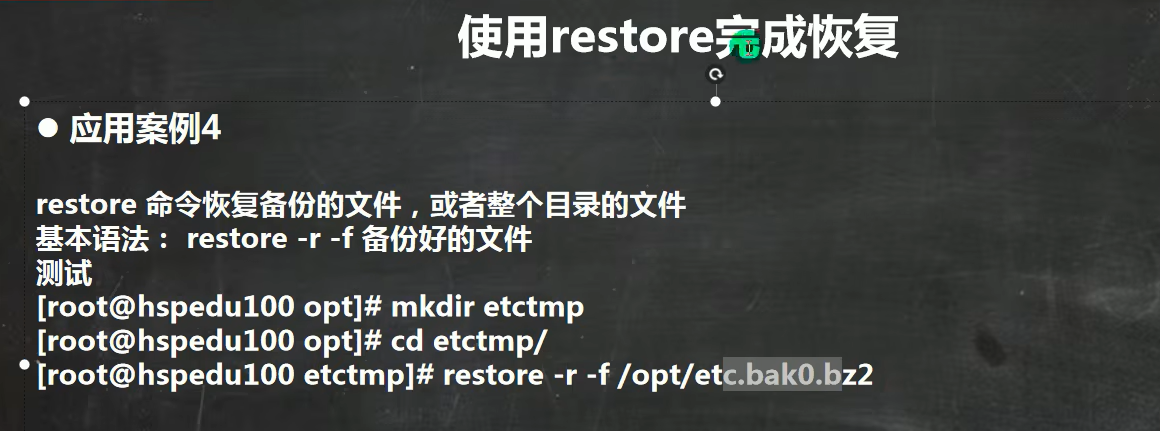 使用restore完成恢复
● 应用案例4
restore 命令恢复备份的文件，或者整个目录的文件
基本语法： restore -r -f 备份好的文件
测试
[root@hspedu100 opt]# mkdir etctmp
[root@hspedu100 opt]# cd etctmp/
[root@hspedu100 etctmp]# restore -r -f /opt/etc.bak0.bz2